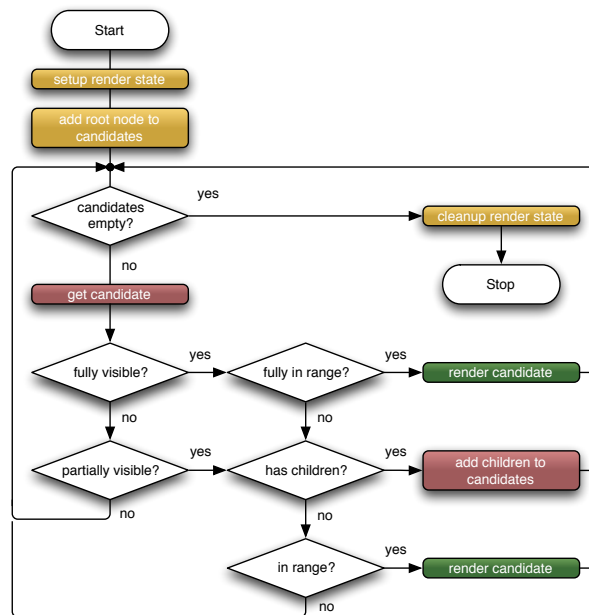 Start
setup render state
add root node to
candidates
candidates
empty?
yes
cleanup render state
no
Stop
get candidate
fully visible?
yes
fully in range?
yes
render candidate
no
no
partially visible?
yes
has children?
yes
add children to
candidates
no
no
in range?
yes
render candidate
no